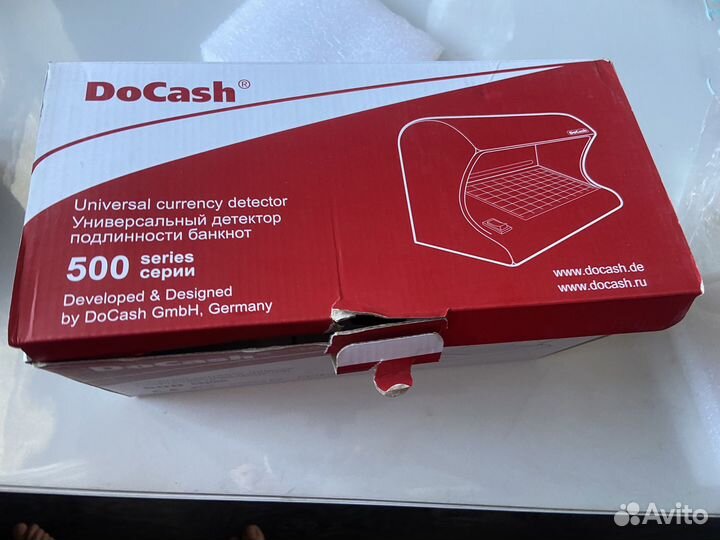 DoCash®
DoCash
Universal currency detector
Универсальный детектор
подлинности банкнот
500 series
серии
Developed & Designed
by DoCash GmbH, Germany
www.docash.de
www.docash.ru
DoCash
Avito